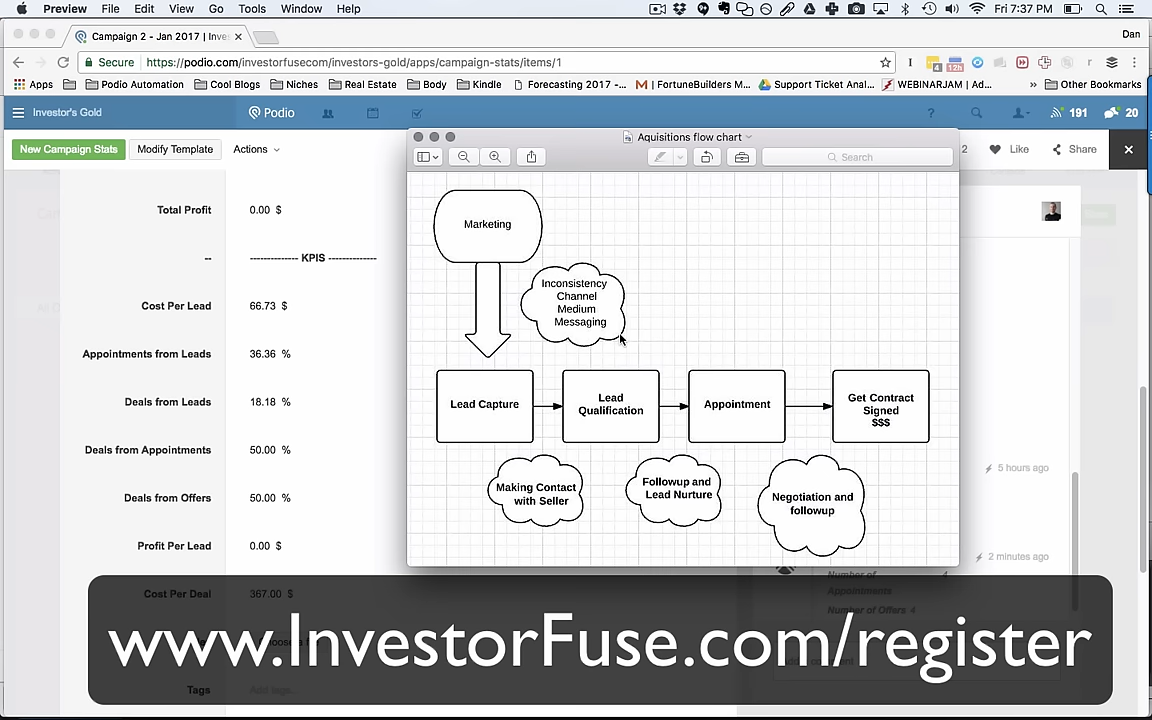 Preview File Edit View Go Tools Window Help Fri 7:37 PM
Campaign 2 - Jan 2017 | Inves Dan
Secure https://podio.com/investorfusecom/investors-gold/apps/campaign-stats/items/1
Apps Podio Automation Cool Blogs Niches Real Estate Body Kindle Forecasting 2017 -... | FortuneBuilders M... Support Ticket Anal... WEBINARJAM | Ad... » Other Bookmarks
Investor's Gold Podio ? 191 20
New Campaign Stats Modify Template Actions 2 Like Share
Aquisitions flow chart
Search
Total Profit 0.00 $
-- -------------- KPIS --------------
Cost Per Lead 66.73 $
Appointments from Leads 36.36 %
Deals from Leads 18.18 %
Deals from Appointments 50.00 %
Deals from Offers 50.00 %
Profit Per Lead 0.00 $
Cost Per Deal 367.00 $
Tags Add tags...
Marketing
Inconsistency
Channel
Medium
Messaging
Lead Capture
Lead
Qualification
Appointment
Get Contract
Signed
$$$
Making Contact
with Seller
Followup and
Lead Nurture
Negotiation and
followup
5 hours ago
2 minutes ago
Number of 4
Appointments
Number of Offers 4
www.InvestorFuse.com/register